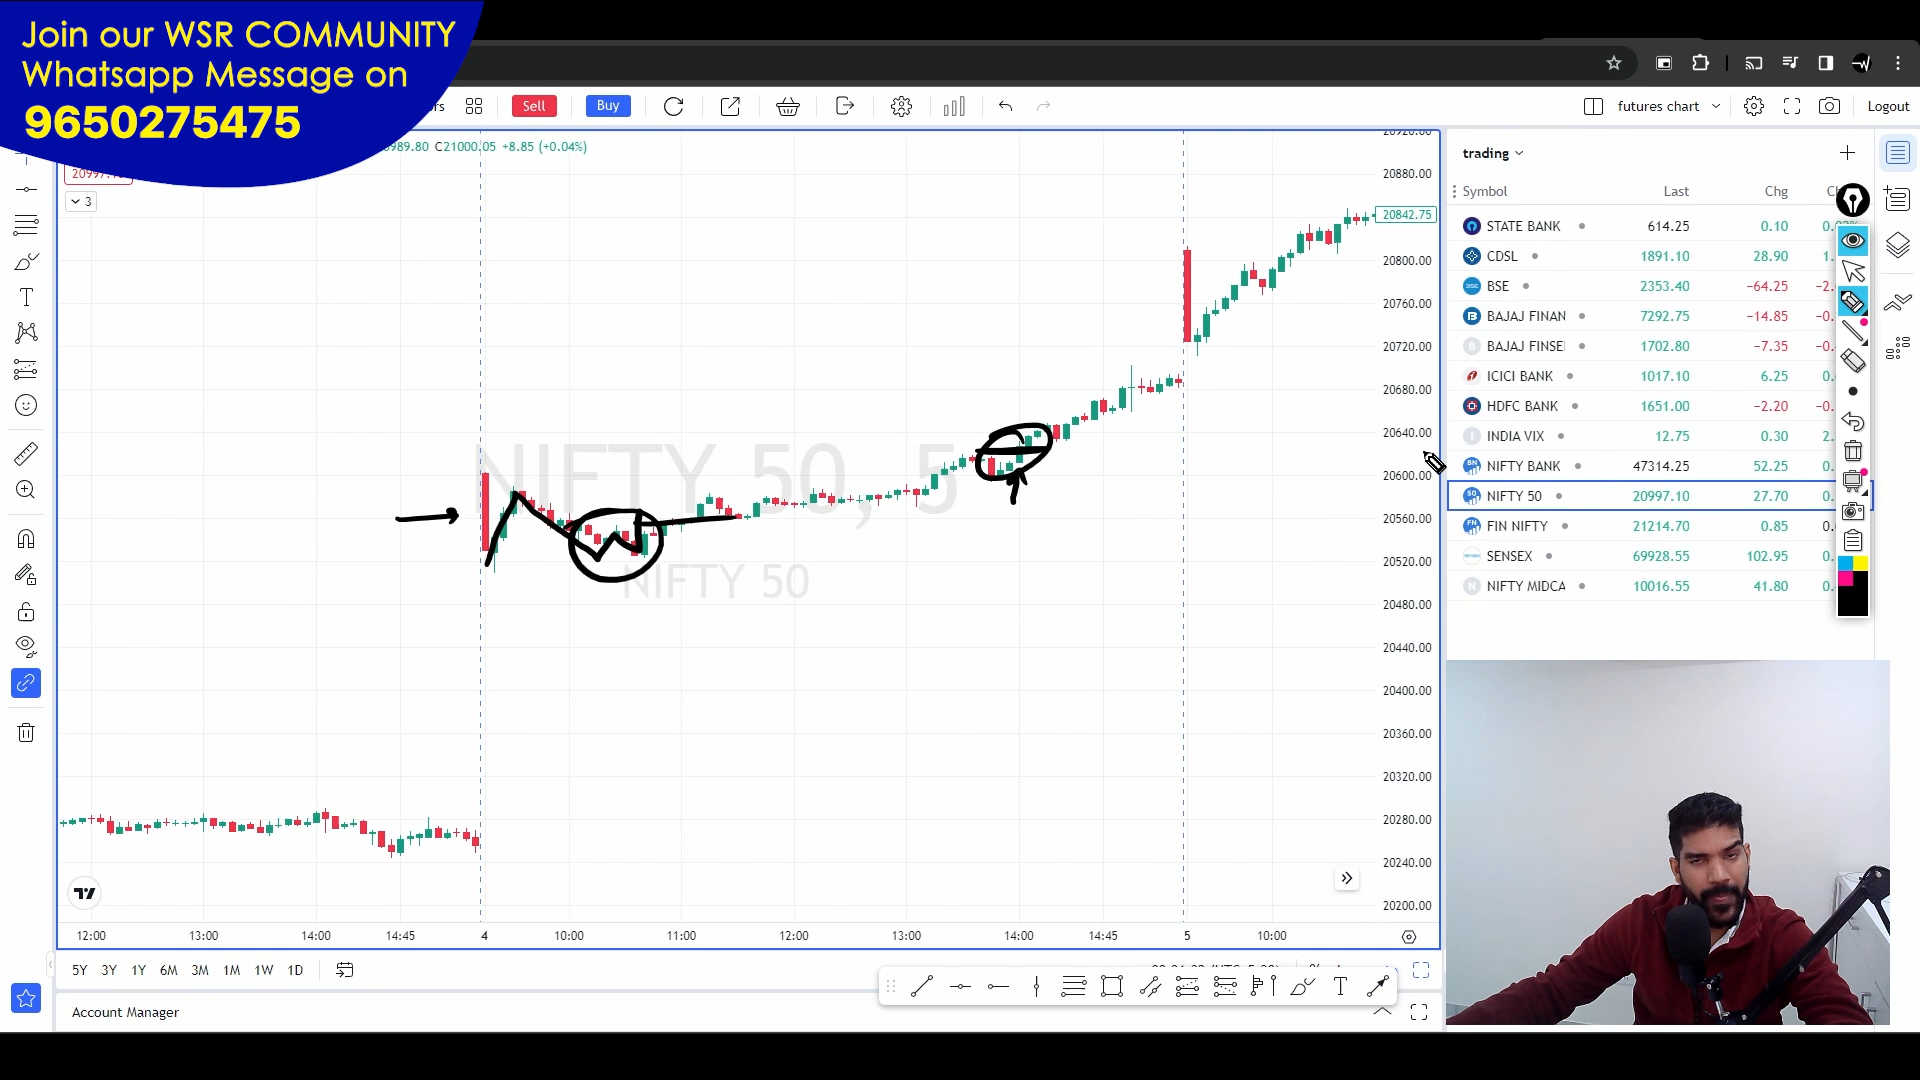 Join our WSR COMMUNITY
Whatsapp Message on
9650275475
Sell
Buy
futures chart
Logout
989.80 C21000.05 +8.85 (+0.04%)
3
NIFTY 50, 5
NIFTY 50
20920.00
20880.00
20842.75
20800.00
20760.00
20720.00
20680.00
20640.00
20600.00
20560.00
20520.00
20480.00
20440.00
20400.00
20360.00
20320.00
20280.00
20240.00
20200.00
12:00 13:00 14:00 14:45 4 10:00 11:00 12:00 13:00 14:00 14:45 5 10:00
5Y 3Y 1Y 6M 3M 1M 1W 1D
Account Manager
trading
Symbol Last Chg
STATE BANK 614.25 0.10
CDSL 1891.10 28.90
BSE 2353.40 −64.25
BAJAJ FINAN 7292.75 −14.85
BAJAJ FINSE 1702.80 −7.35
ICICI BANK 1017.10 6.25
HDFC BANK 1651.00 −2.20
INDIA VIX 12.75 0.30
NIFTY BANK 47314.25 52.25
NIFTY 50 20997.10 27.70
FIN NIFTY 21214.70 0.85
SENSEX 69928.55 102.95
NIFTY MIDCA 10016.55 41.80